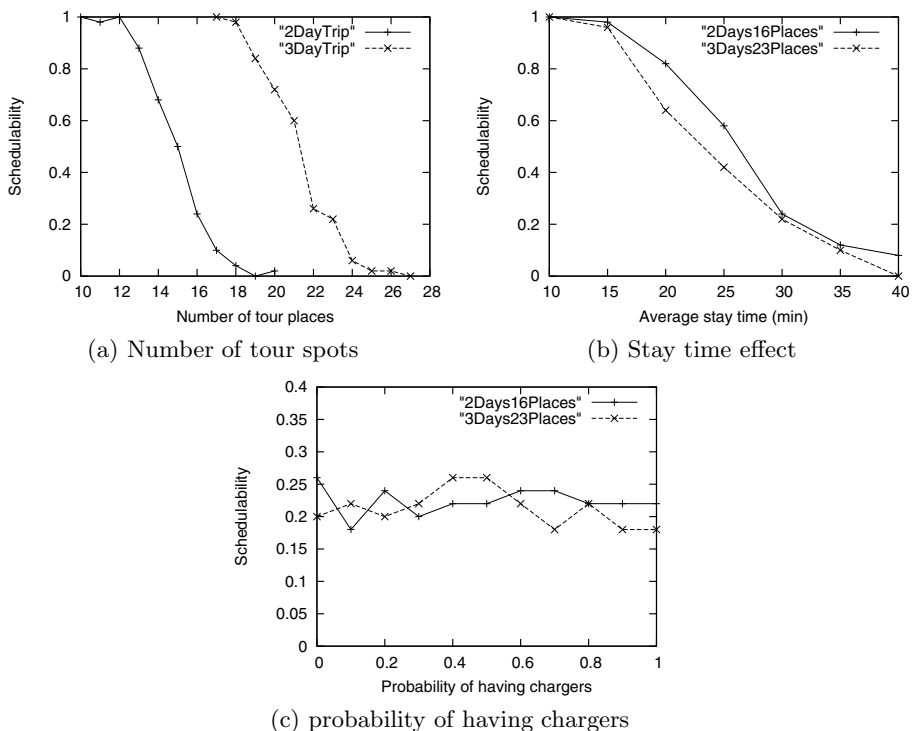 "2DayTrip"
"3DayTrip"
1
0.8
0.6
0.4
0.2
0
Schedulability
10 12 14 16 18 20 22 24 26 28
Number of tour places
(a) Number of tour spots
"2Days16Places"
"3Days23Places"
1
0.8
0.6
0.4
0.2
0
Schedulability
10 15 20 25 30 35 40
Average stay time (min)
(b) Stay time effect
"2Days16Places"
"3Days23Places"
0.4
0.35
0.3
0.25
0.2
0.15
0.1
0.05
0
Schedulability
0 0.2 0.4 0.6 0.8 1
Probability of having chargers
(c) probability of having chargers